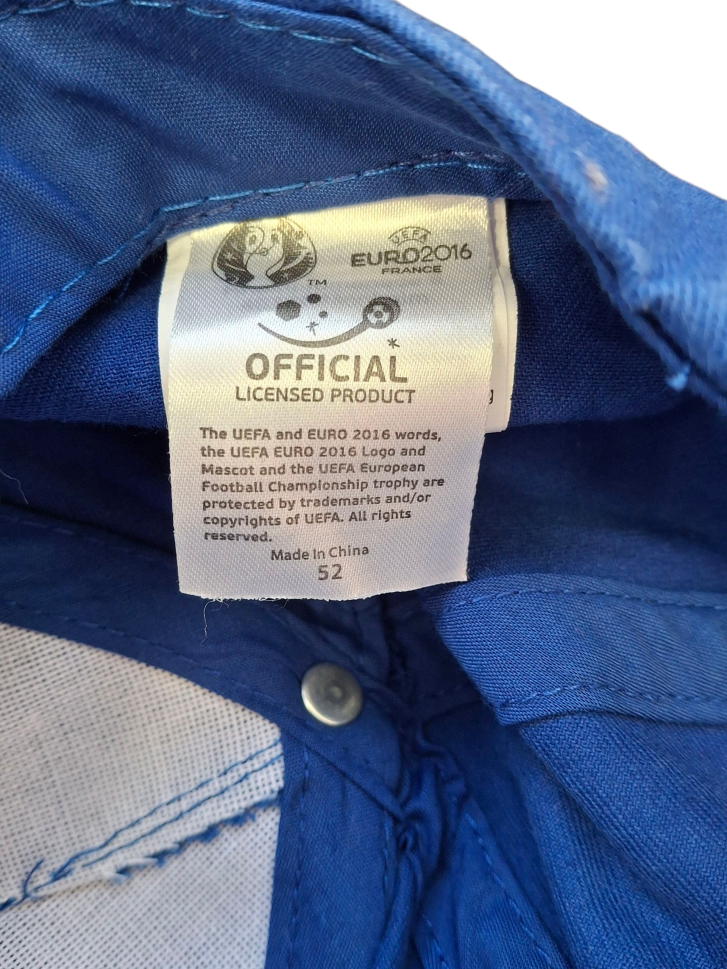 UEFA
EURO2016
FRANCE
TM
OFFICIAL
LICENSED PRODUCT
The UEFA and EURO 2016 words,
the UEFA EURO 2016 Logo and
Mascot and the UEFA European
Football Championship trophy are
protected by trademarks and/or
copyrights of UEFA. All rights
reserved.
Made In China
52